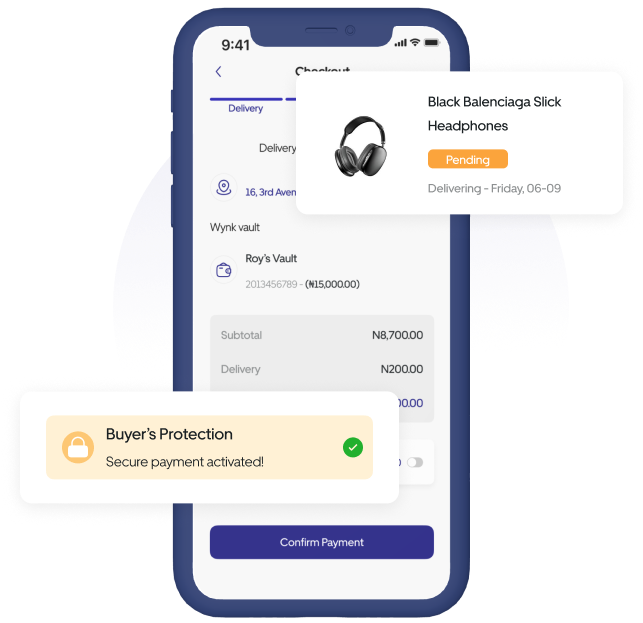 9:41
Checkout
Delivery
Black Balenciaga Slick
Headphones
Pending
Delivering - Friday, 06-09
Delivery
16, 3rd
Wynk vault
Roy's Vault
2013456789 - (₦15,000.00)
Subtotal N8,700.00
Delivery N200.00
00.00
Buyer's Protection
Secure payment activated!
Confirm Payment